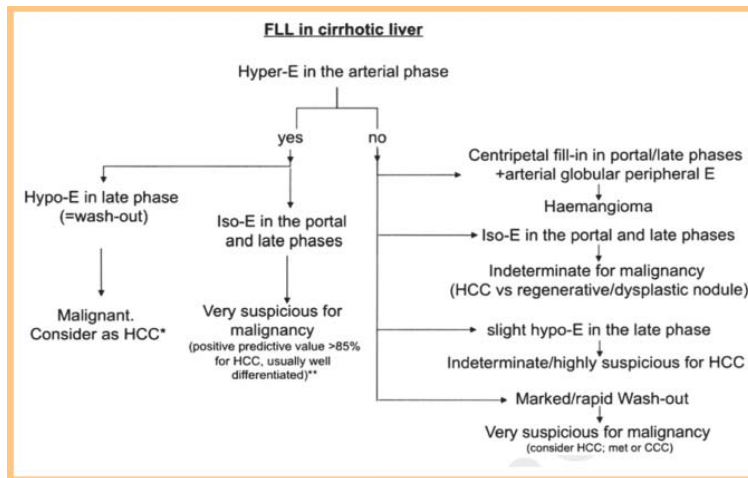 FLL in cirrhotic liver
Hyper-E in the arterial phase
yes
no
Hypo-E in late phase
(=wash-out)
Malignant.
Consider as HCC*
Iso-E in the portal
and late phases
Very suspicious for
malignancy
(positive predictive value >85%
for HCC, usually well
differentiated)**
Centripetal fill-in in portal/late phases
+arterial globular peripheral E
Haemangioma
Iso-E in the portal and late phases
Indeterminate for malignancy
(HCC vs regenerative/dysplastic nodule)
slight hypo-E in the late phase
Indeterminate/highly suspicious for HCC
Marked/rapid Wash-out
Very suspicious for malignancy
(consider HCC; met or CCC)